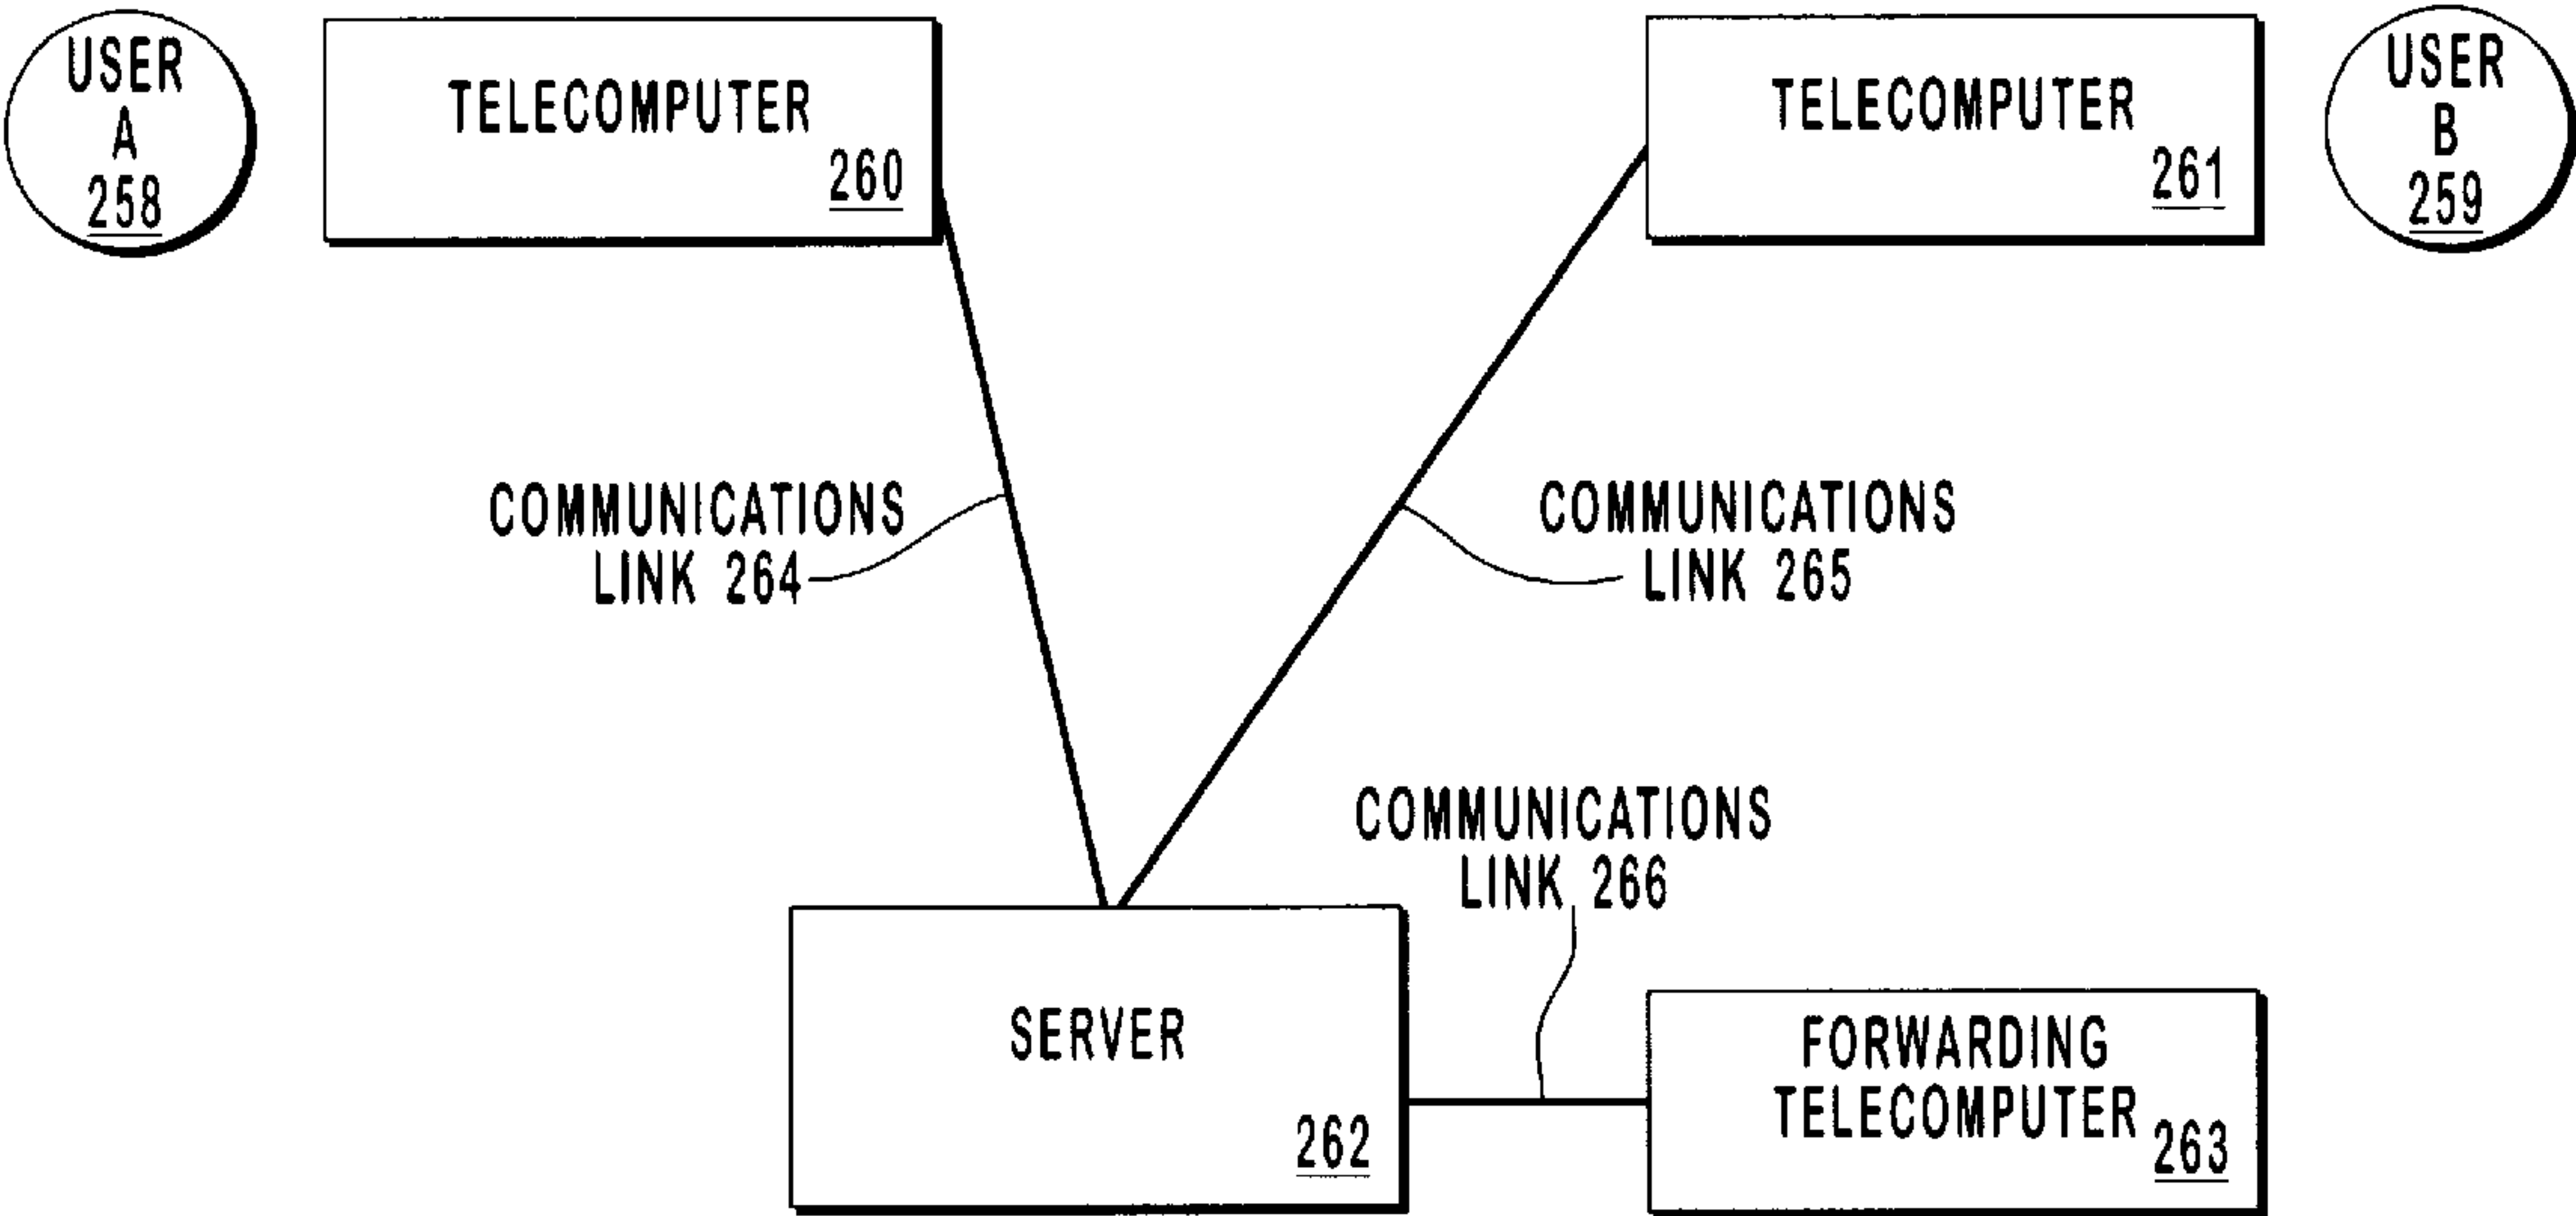 USER
A
258
TELECOMPUTER
260
TELECOMPUTER
261
USER
B
259
COMMUNICATIONS
LINK 264
COMMUNICATIONS
LINK 265
COMMUNICATIONS
LINK 266
SERVER
262
FORWARDING
TELECOMPUTER
263